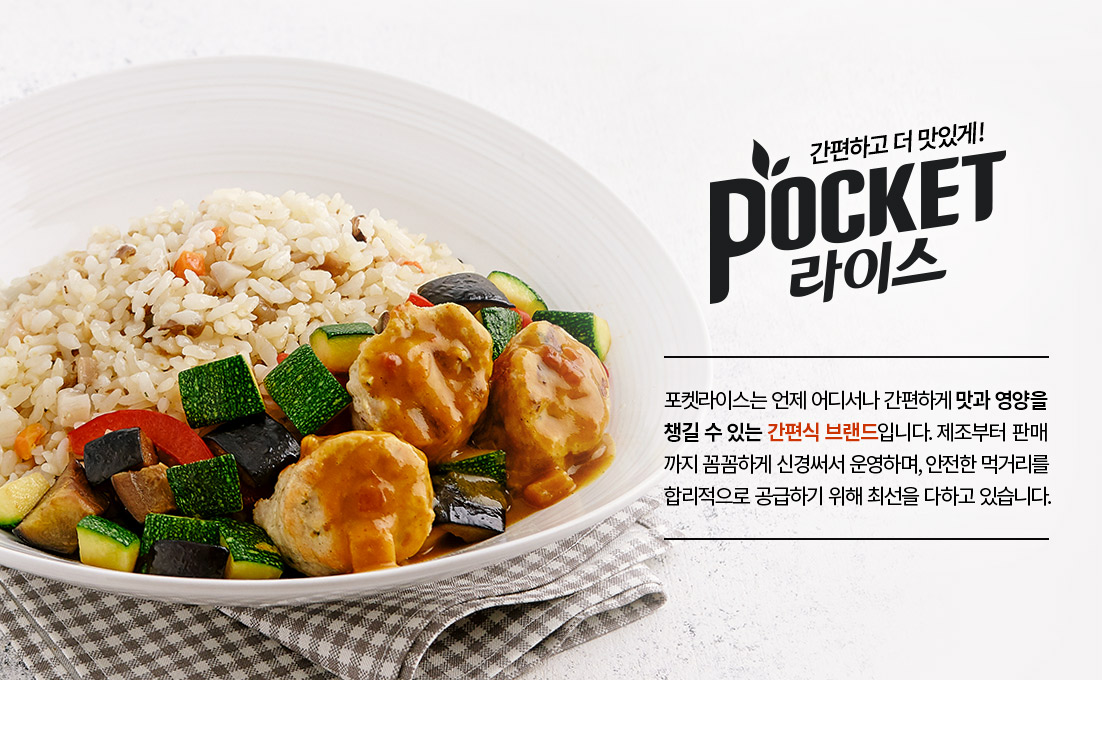 간편하고 더 맛있게!
POCKET
라이스
포켓라이스는 언제 어디서나 간편하게 맛과 영양을
챙길 수 있는 간편식 브랜드입니다. 제조부터 판매
까지 꼼꼼하게 신경써서 운영하며, 안전한 먹거리를
합리적으로 공급하기 위해 최선을 다하고 있습니다.